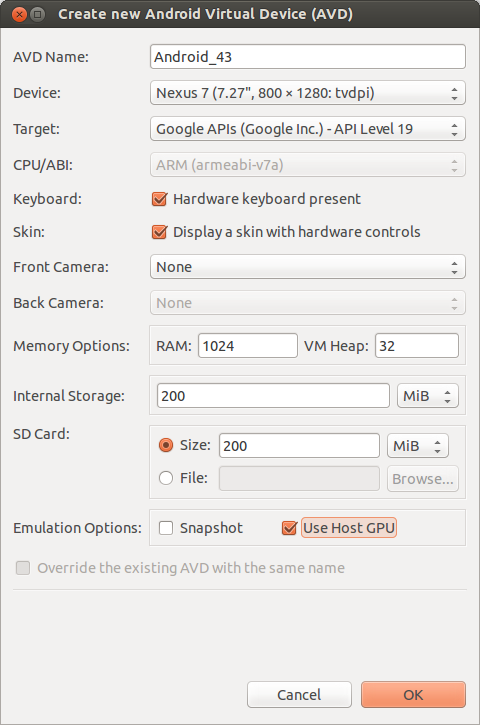 Create new Android Virtual Device (AVD)
AVD Name: Android_43
Device: Nexus 7 (7.27", 800 × 1280: tvdpi)
Target: Google APIs (Google Inc.) - API Level 19
CPU/ABI: ARM (armeabi-v7a)
Keyboard: Hardware keyboard present
Skin: Display a skin with hardware controls
Front Camera: None
Back Camera: None
Memory Options: RAM: 1024 VM Heap: 32
Internal Storage: 200 MiB
SD Card:
Size: 200 MiB
File: Browse...
Emulation Options: Snapshot Use Host GPU
Override the existing AVD with the same name
Cancel OK